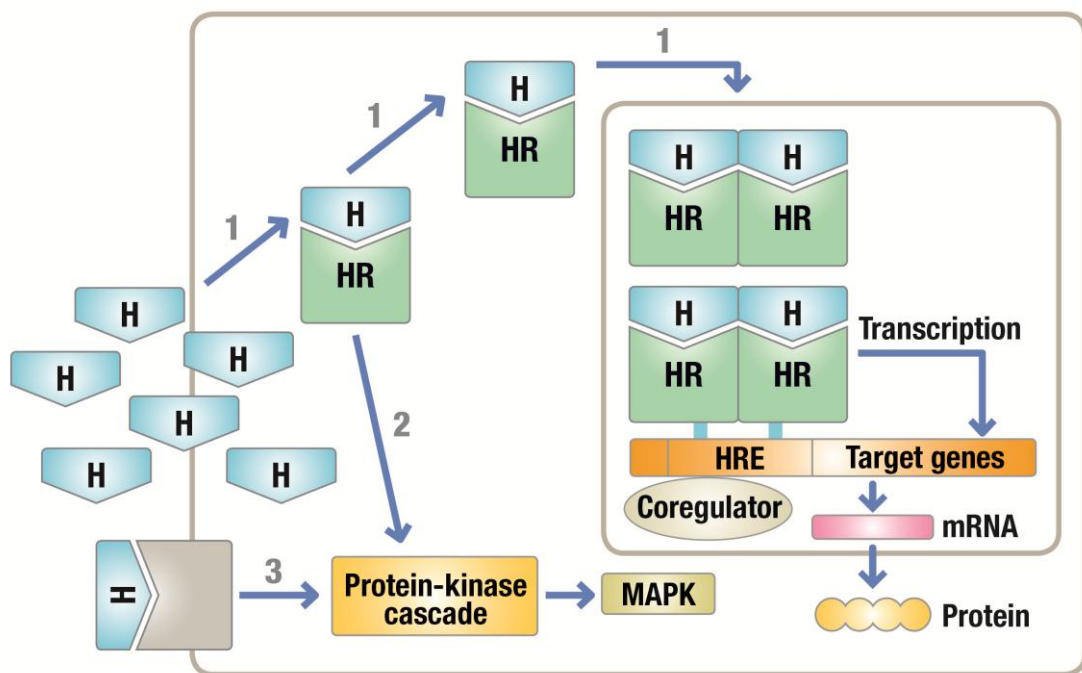 1
H
HR
1
1
H
HR
H
H
HR
HR
H
H
HR
HR
Transcription
HRE
Target genes
Coregulator
mRNA
Protein
H
H
H
H
H
H
2
H
3
Protein-kinase
cascade
MAPK